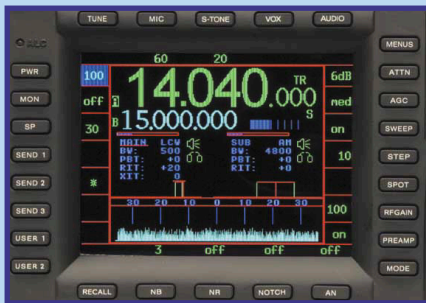 TUNE MIC S-TONE VOX AUDIO
ALC
MENUS
60 20
PWR 100 14.040.000 TR 6dB ATTN
MON off A S med AGC
B 15,000.000
SP 30 on SWEEP
MAIN LCW SUB AM
SEND 1 BW: 500 BW: 4800 10 STEP
PBT: +0 PBT: +0
SEND 2 RIT: +20 RIT: +0 SPOT
XIT: 0
*
SEND 3 30 20 10 0 10 20 30 100 RFGAIN
USER 1 on PREAMP
USER 2 3 off off off MODE
RECALL NB NR NOTCH AN